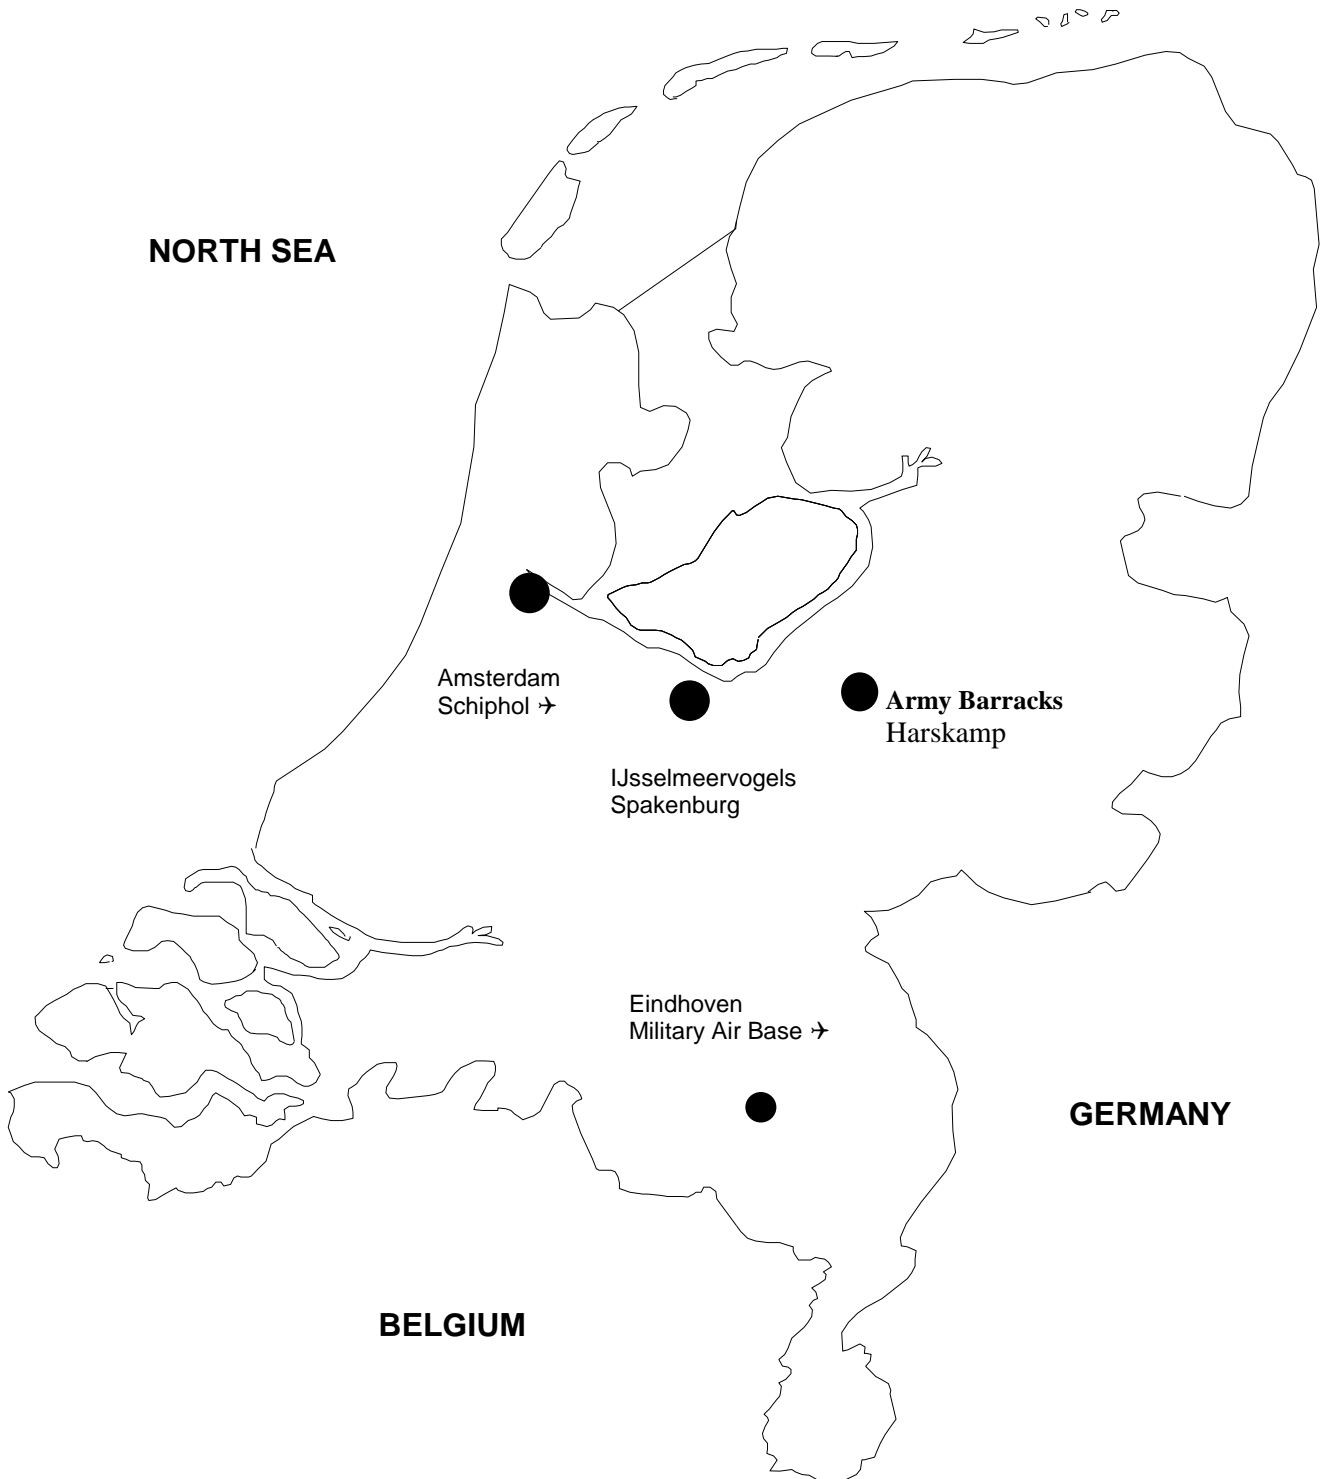 NORTH SEA
Amsterdam
Schiphol ✈
Army Barracks
Harskamp
IJsselmeervogels
Spakenburg
Eindhoven
Military Air Base ✈
GERMANY
BELGIUM